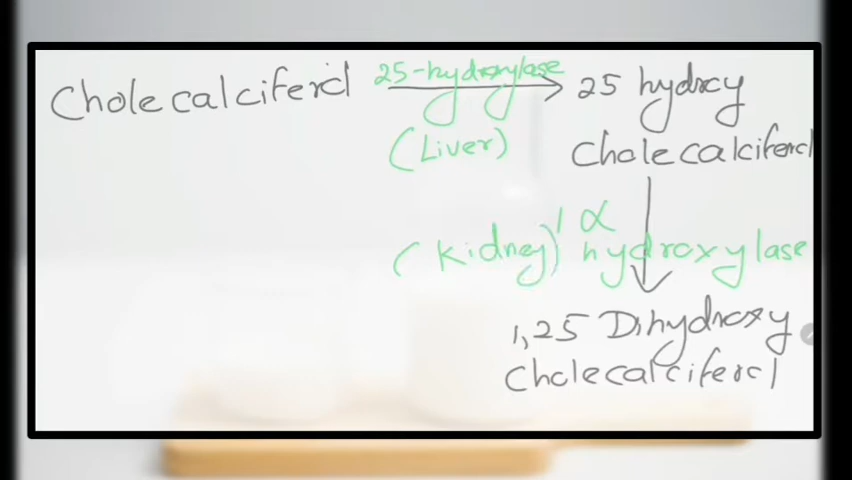 Cholecalciferol 25-hydroxylase 25 hydroxy
(Liver) Cholecalciferol
1 α
(Kidney) hydroxylase
1,25 Dihydroxy
Cholecalciferol